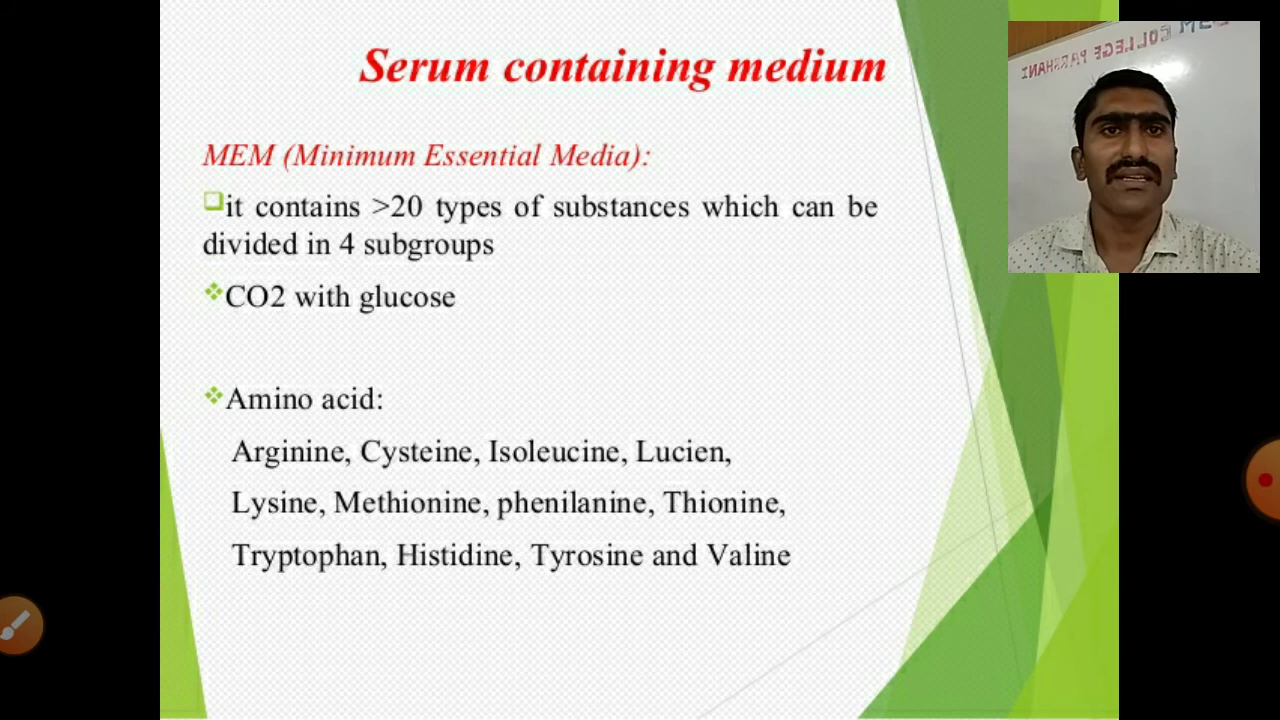 Serum containing medium
MEM (Minimum Essential Media):
it contains >20 types of substances which can be
divided in 4 subgroups
CO2 with glucose
Amino acid:
Arginine, Cysteine, Isoleucine, Lucien,
Lysine, Methionine, phenilanine, Thionine,
Tryptophan, Histidine, Tyrosine and Valine
COLLEGE PARBHANI